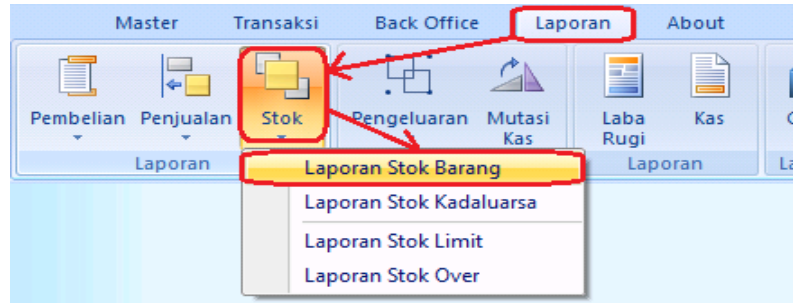 Master Transaksi Back Office Laporan About
Pembelian Penjualan Stok Pengeluaran Mutasi Kas Laba Rugi Kas
Laporan Laporan
Laporan Stok Barang
Laporan Stok Kadaluarsa
Laporan Stok Limit
Laporan Stok Over